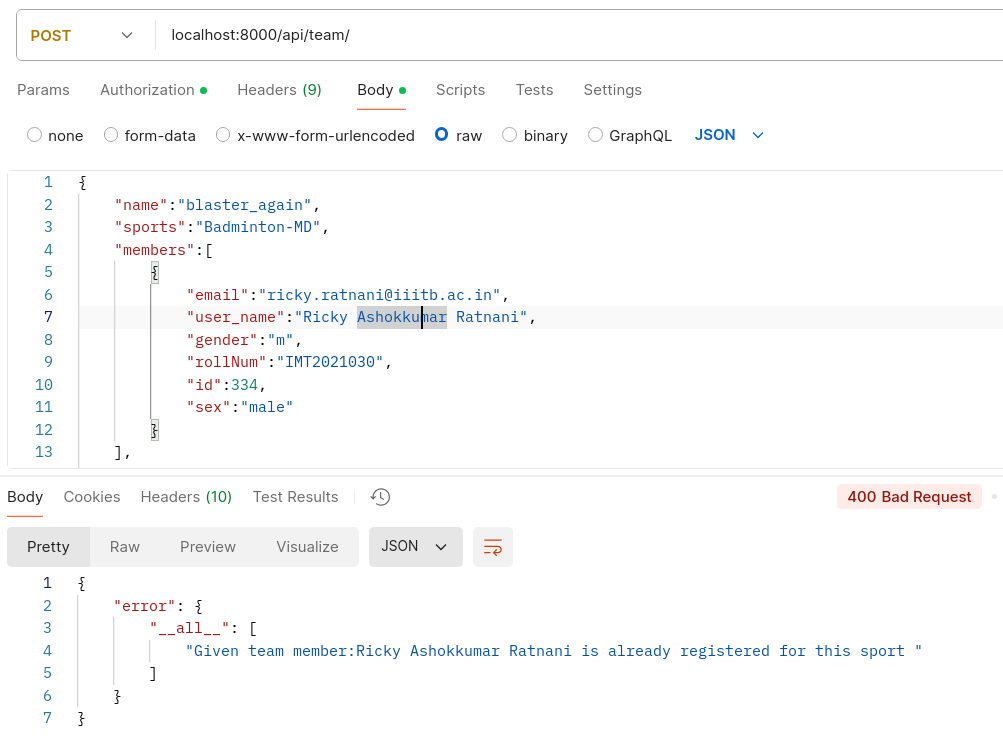 POST localhost:8000/api/team/
Params Authorization Headers (9) Body Scripts Tests Settings
none form-data x-www-form-urlencoded raw binary GraphQL JSON
1 {
2 "name":"blaster_again",
3 "sports":"Badminton-MD",
4 "members":[
5 {
6 "email":"ricky.ratnani@iiitb.ac.in",
7 "user_name":"Ricky Ashokkumar Ratnani",
8 "gender":"m",
9 "rollNum":"IMT2021030",
10 "id":334,
11 "sex":"male"
12 }
13 ],
Body Cookies Headers (10) Test Results 400 Bad Request
Pretty Raw Preview Visualize JSON
1 {
2 "error": {
3 "__all__": [
4 "Given team member:Ricky Ashokkumar Ratnani is already registered for this sport "
5 ]
6 }
7 }